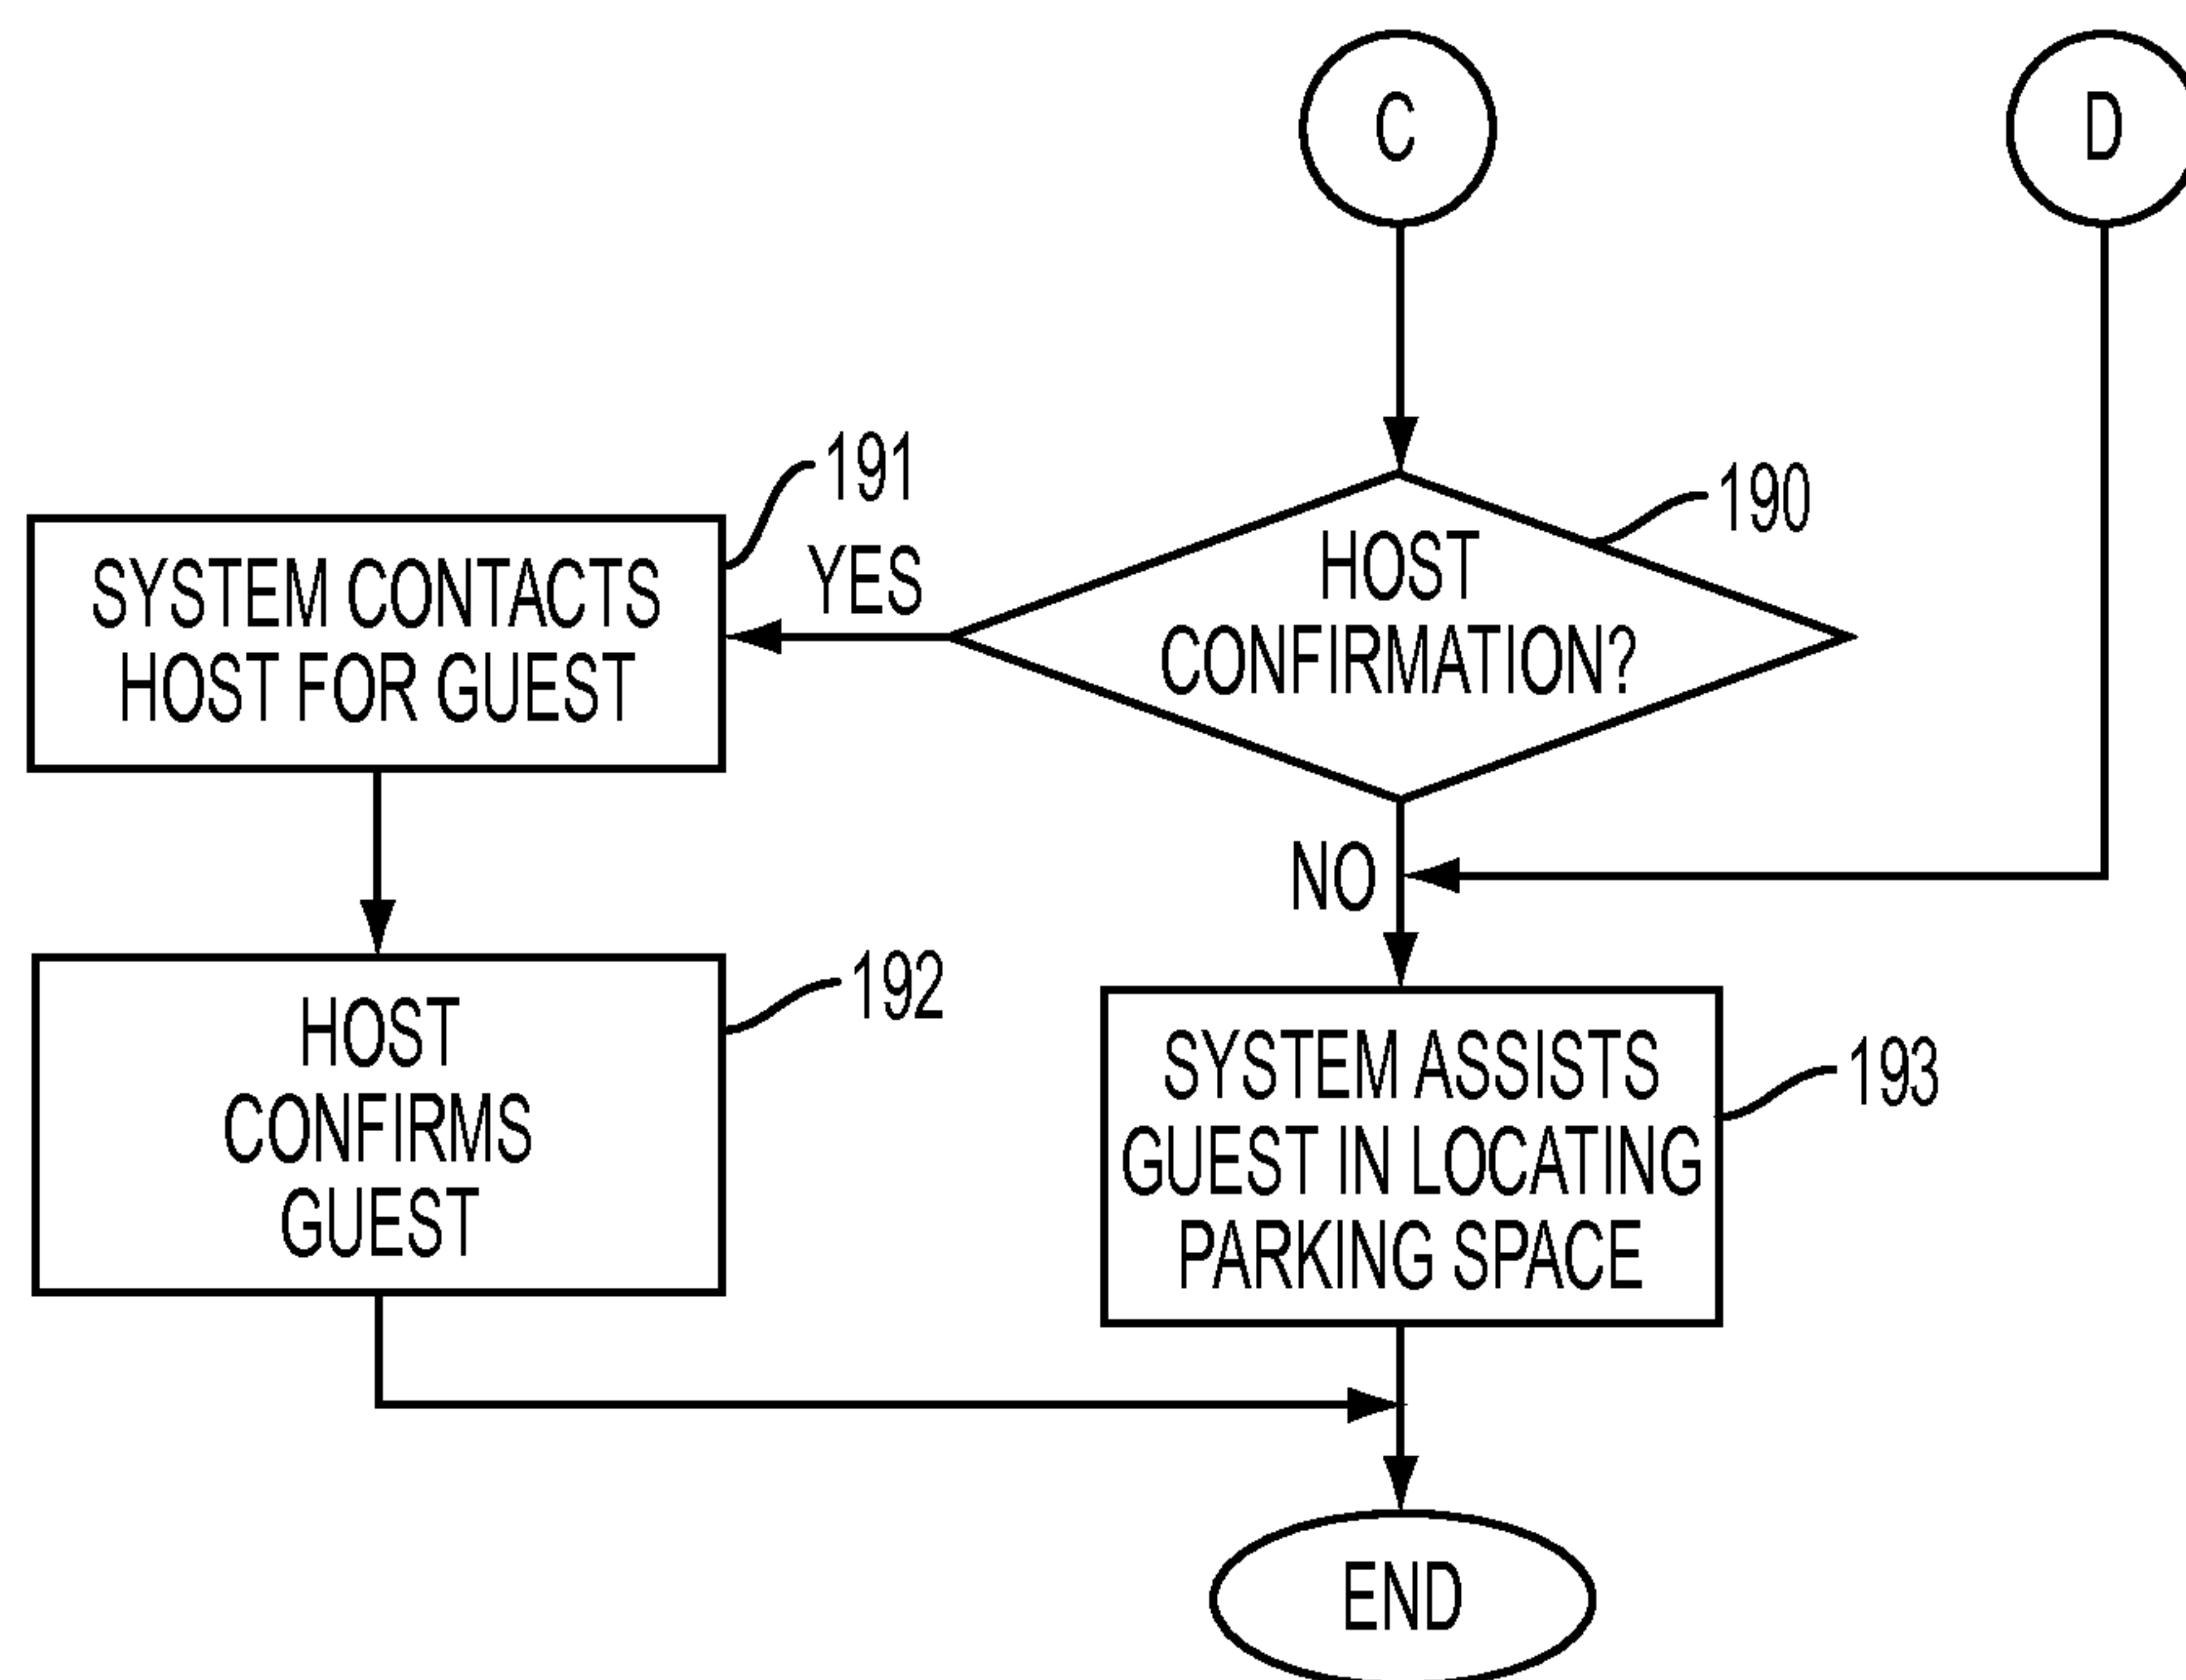 C
D
191
190
SYSTEM CONTACTS
HOST FOR GUEST
YES
HOST
CONFIRMATION?
NO
192
HOST
CONFIRMS
GUEST
193
SYSTEM ASSISTS
GUEST IN LOCATING
PARKING SPACE
END